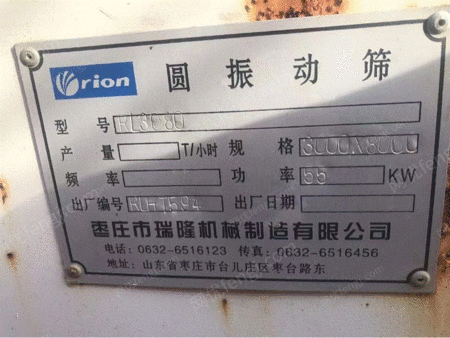 Orion 圆振动筛
型号
产量 T/小时 规格 3000X8000
频率 功率 55 KW
出厂编号 出厂日期
枣庄市瑞隆机械制造有限公司
电话:0632-6516123 传真:0632-6516456
地址:山东省枣庄市台儿庄区枣台路东